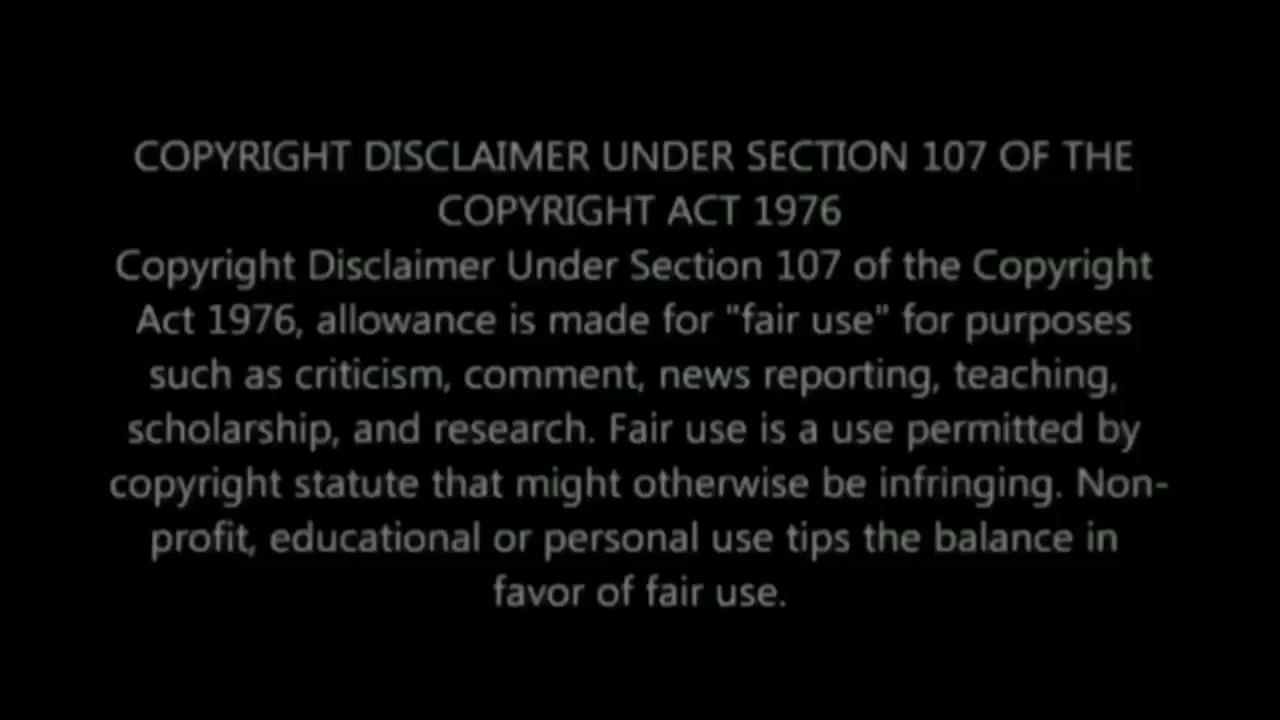 COPYRIGHT DISCLAIMER UNDER SECTION 107 OF THE
COPYRIGHT ACT 1976
Copyright Disclaimer Under Section 107 of the Copyright
Act 1976, allowance is made for "fair use" for purposes
such as criticism, comment, news reporting, teaching,
scholarship, and research. Fair use is a use permitted by
copyright statute that might otherwise be infringing. Non-
profit, educational or personal use tips the balance in
favor of fair use.